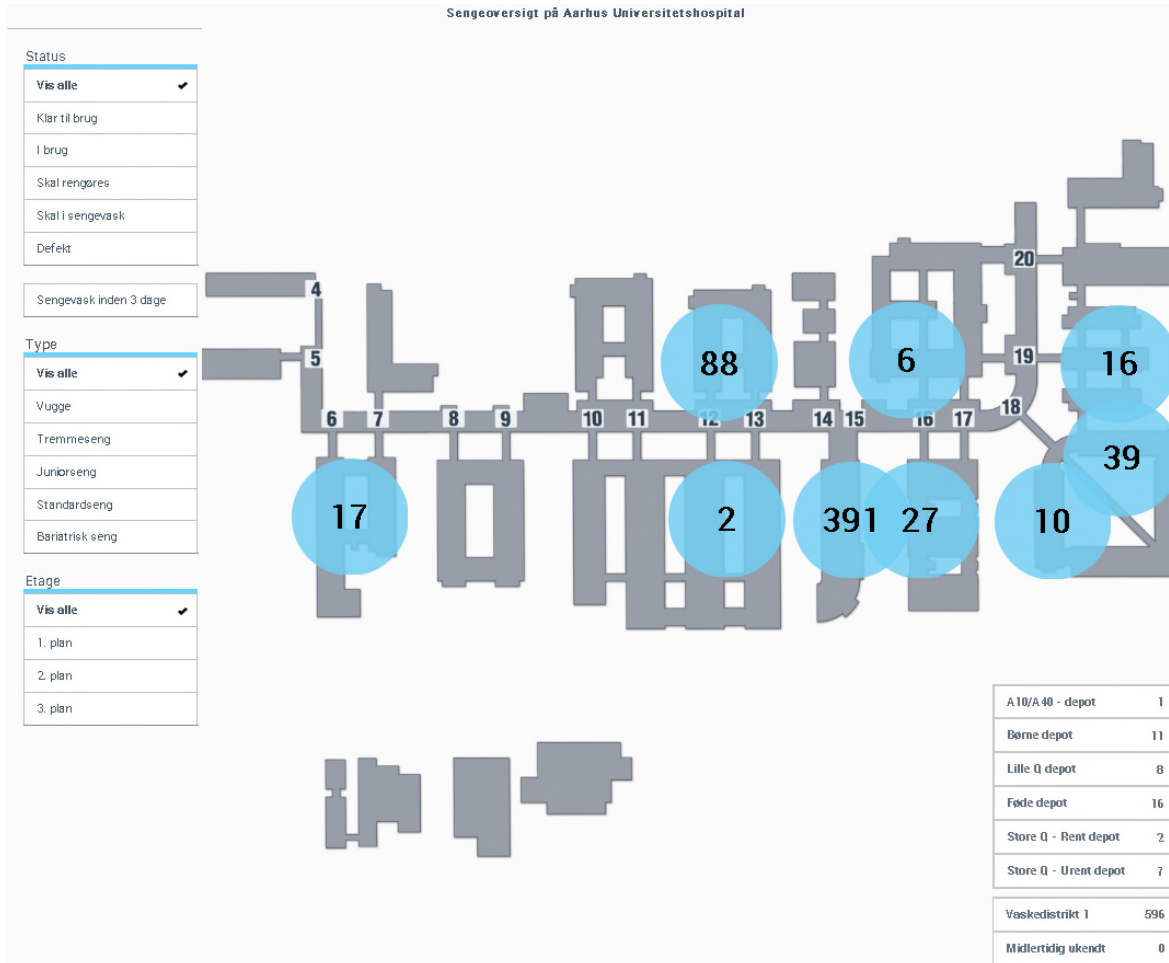 Sengeoversigt på Aarhus Universitetshospital
Status
Vis alle
Klar til brug
I brug
Skal rengøres
Skal i sengevask
Defekt
Sengevask inden 3 dage
Type
Vis alle
Vugge
Tremmeseng
Juniorseng
Standardseng
Bariatrisk seng
Etage
Vis alle
1. plan
2. plan
3. plan
20
4
5
19
88
6
16
18
6
7
8
9
10
11
12
13
14
15
16
17
39
17
2
391
27
10
A10/A40 - depot 1
Børne depot 11
Lille Q depot 8
Føde depot 16
Store Q - Rent depot 2
Store Q - Urent depot 7
Vaskedistrikt 1 596
Midlertidig ukendt 0